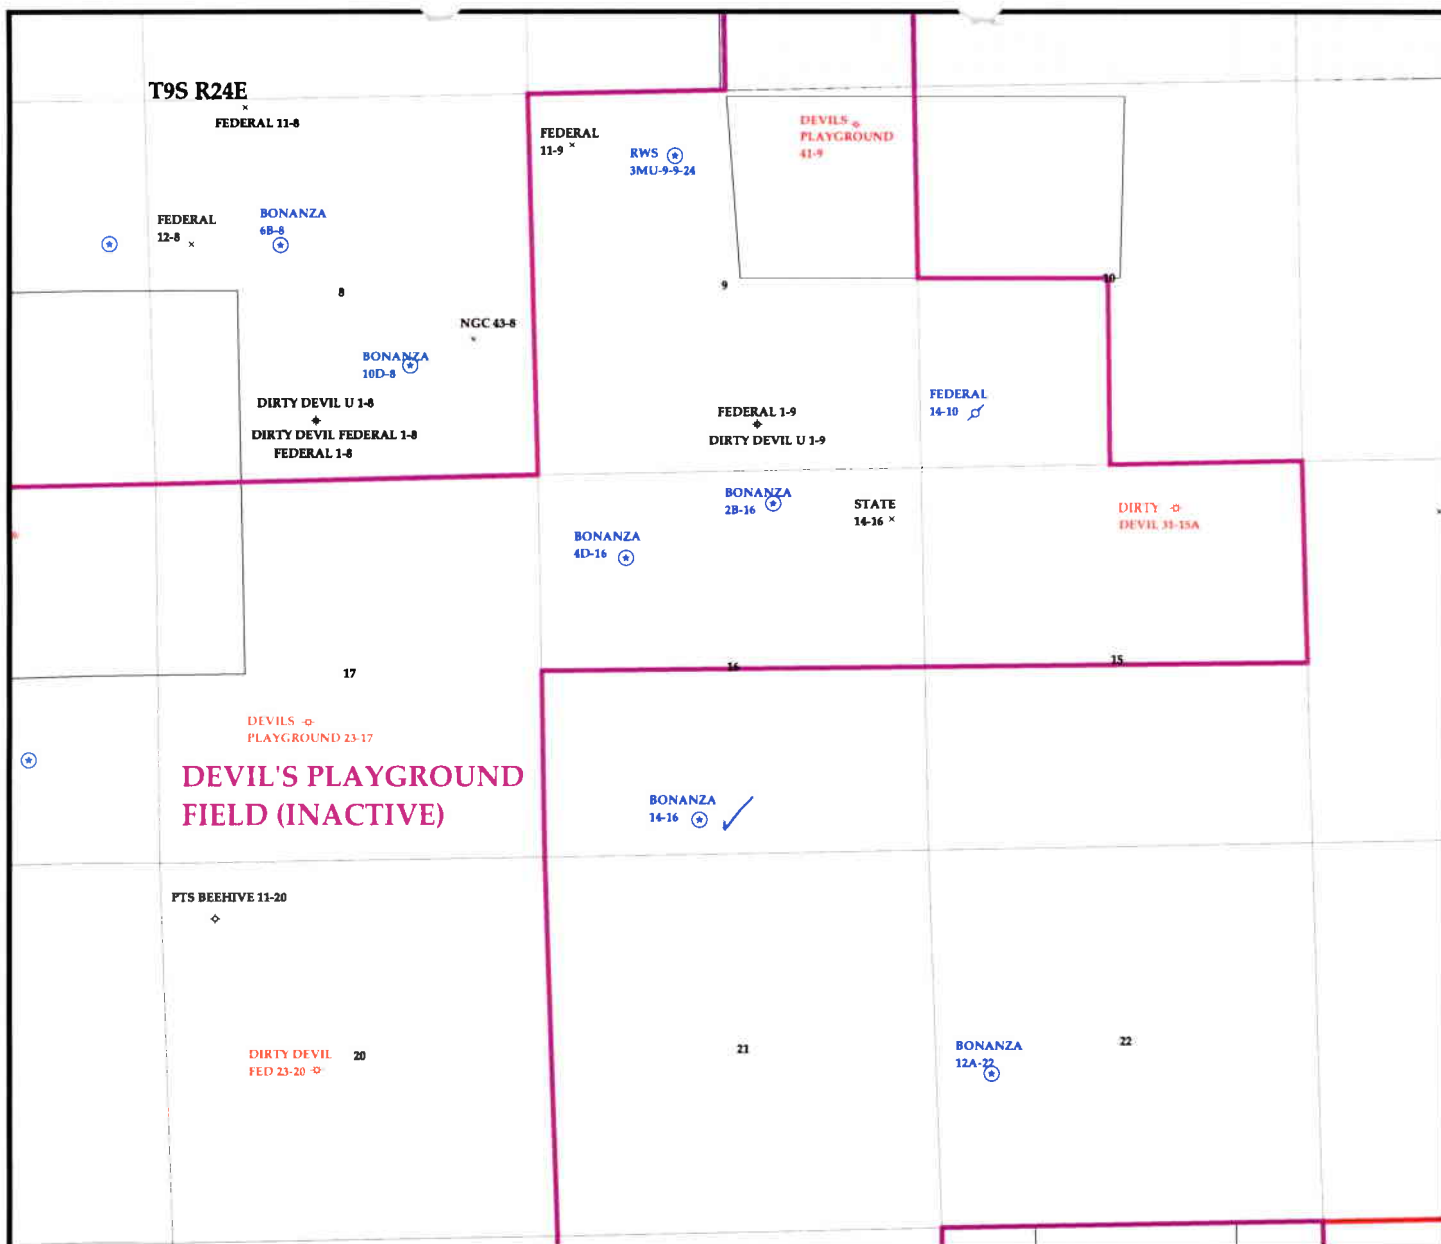 T9S R24E
FEDERAL 11-8
FEDERAL
11-9
RWS
3MU-9-9-24
DEVILS
PLAYGROUND
41-9
FEDERAL
12-8
BONANZA
6B-8
8
9
10
NGC 43-8
BONANZA
10D-8
DIRTY DEVIL U 1-8
DIRTY DEVIL FEDERAL 1-8
FEDERAL 1-8
FEDERAL 1-9
DIRTY DEVIL U 1-9
FEDERAL
14-10
BONANZA
2B-16
STATE
14-16
DIRTY
DEVIL 31-15A
BONANZA
4D-16
17
16
15
DEVILS
PLAYGROUND 23-17
DEVIL'S PLAYGROUND
FIELD (INACTIVE)
BONANZA
14-16
PTS BEEHIVE 11-20
DIRTY DEVIL
FED 23-20
20
21
BONANZA
12A-22
22